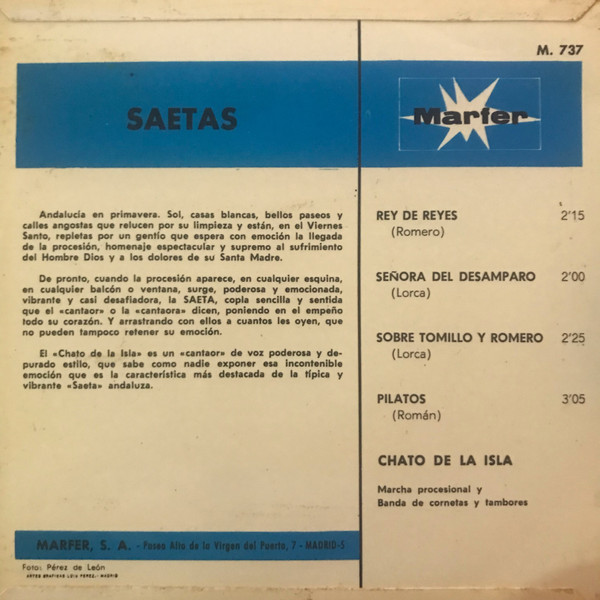 M. 737
SAETAS
Marfer
Andalucía en primavera. Sol, casas blancas, bellos paseos y
calles angostas que relucen por su limpieza y están, en el Viernes
Santo, repletas por un gentío que espera con emoción la llegada
de la procesión, homenaje espectacular y supremo al sufrimiento
del Hombre Dios y a los dolores de su Santa Madre.
De pronto, cuando la procesión aparece, en cualquier esquina,
en cualquier balcón o ventana, surge, poderosa y emocionada,
vibrante y casi desafiadora, la SAETA, copla sencilla y sentida
que el «cantaor» o la «cantaora» dicen, poniendo en el empeño
todo su corazón. Y arrastrando con ellos a cuantos les oyen, que
no pueden tampoco retener su emoción.
El «Chato de la Isla» es un «cantaor» de voz poderosa y de-
purado estilo, que sabe como nadie exponer esa incontenible
emoción que es la característica más destacada de la típica y
vibrante «Saeta» andaluza.
REY DE REYES 2'15
(Romero)
SEÑORA DEL DESAMPARO 2'00
(Lorca)
SOBRE TOMILLO Y ROMERO 2'25
(Lorca)
PILATOS 3'05
(Román)
CHATO DE LA ISLA
Marcha procesional y
Banda de cornetas y tambores
MARFER, S. A. - Paseo Alto de la Virgen del Puerto, 7 - MADRID-5
Foto: Pérez de León
ARTES GRAFICAS LUIS PEREZ.- MADRID